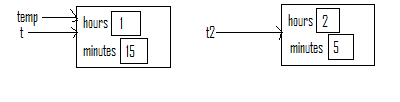 temp
t
hours 1
minutes 15
t2
hours 2
minutes 5